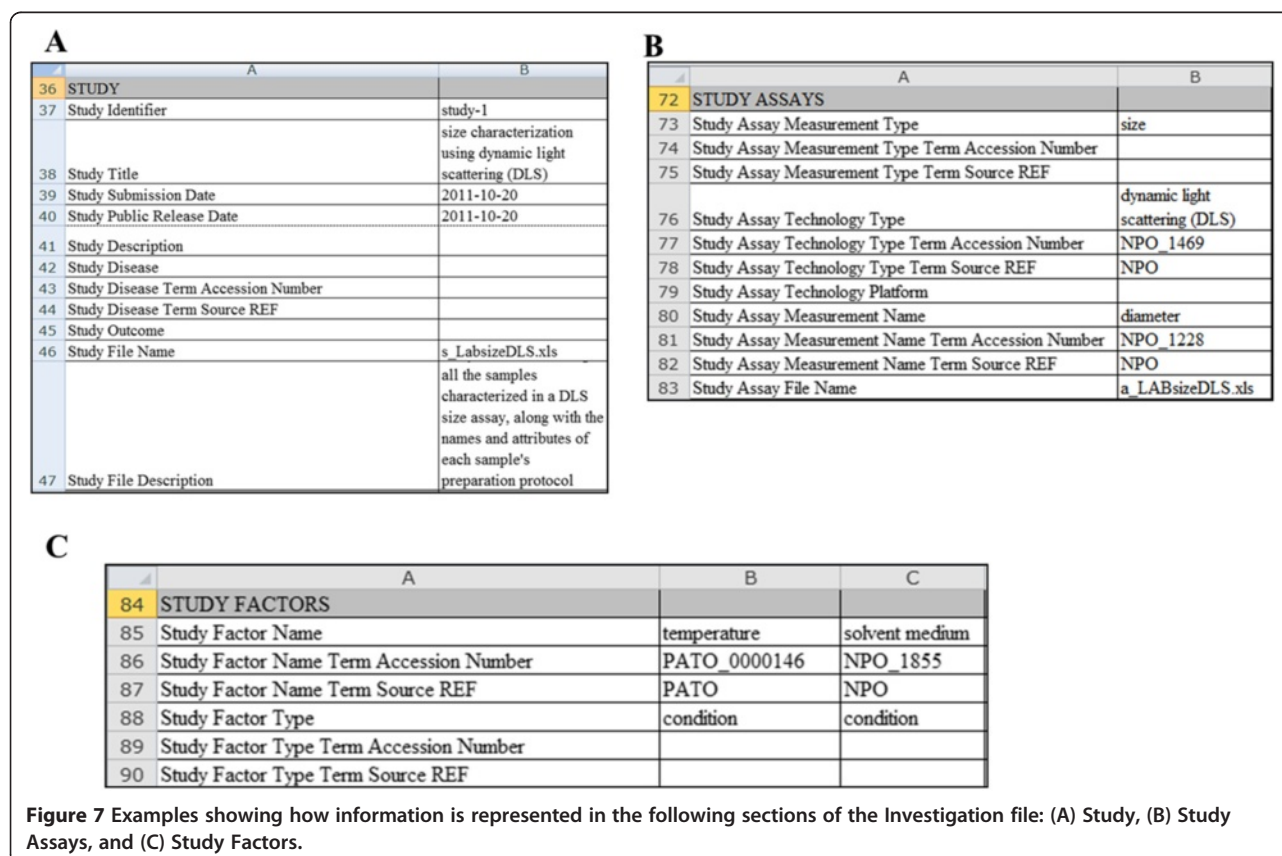 A
A B
36 STUDY
37 Study Identifier study-1
size characterization
using dynamic light
38 Study Title scattering (DLS)
39 Study Submission Date 2011-10-20
40 Study Public Release Date 2011-10-20
41 Study Description
42 Study Disease
43 Study Disease Term Accession Number
44 Study Disease Term Source REF
45 Study Outcome
46 Study File Name s_LabsizeDLS.xls
all the samples
characterized in a DLS
size assay, along with the
names and attributes of
each sample's
47 Study File Description preparation protocol
B
A B
72 STUDY ASSAYS
73 Study Assay Measurement Type size
74 Study Assay Measurement Type Term Accession Number
75 Study Assay Measurement Type Term Source REF
dynamic light
76 Study Assay Technology Type scattering (DLS)
77 Study Assay Technology Type Term Accession Number NPO_1469
78 Study Assay Technology Type Term Source REF NPO
79 Study Assay Technology Platform
80 Study Assay Measurement Name diameter
81 Study Assay Measurement Name Term Accession Number NPO_1228
82 Study Assay Measurement Name Term Source REF NPO
83 Study Assay File Name a_LABsizeDLS.xls
C
A B C
84 STUDY FACTORS
85 Study Factor Name temperature solvent medium
86 Study Factor Name Term Accession Number PATO_0000146 NPO_1855
87 Study Factor Name Term Source REF PATO NPO
88 Study Factor Type condition condition
89 Study Factor Type Term Accession Number
90 Study Factor Type Term Source REF
Figure 7 Examples showing how information is represented in the following sections of the Investigation file: (A) Study, (B) Study
Assays, and (C) Study Factors.